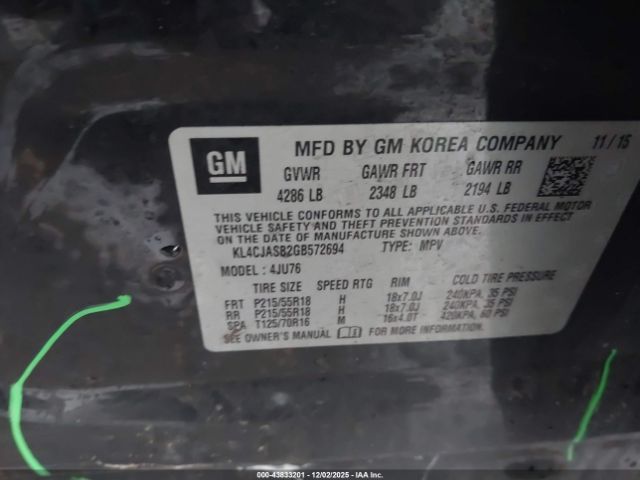 GM
MFD BY GM KOREA COMPANY 11/15
GVWR GAWR FRT GAWR RR
4286 LB 2348 LB 2194 LB
THIS VEHICLE CONFORMS TO ALL APPLICABLE U.S. FEDERAL MOTOR
VEHICLE SAFETY AND THEFT PREVENTION STANDARDS IN EFFECT
ON THE DATE OF MANUFACTURE SHOWN ABOVE.
KL4CJASB2GB572694 TYPE: MPV
MODEL : 4JU76
TIRE SIZE SPEED RTG RIM COLD TIRE PRESSURE
FRT P215/55R18 H 18x7.0J 240KPA, 35 PSI
RR P215/55R18 H 18x7.0J 240KPA, 35 PSI
SPA T125/70R16 M 16x4.0T 420KPA, 60 PSI
SEE OWNER'S MANUAL FOR MORE INFORMATION.
000-43833201 - 12/02/2025 - IAAI.COM